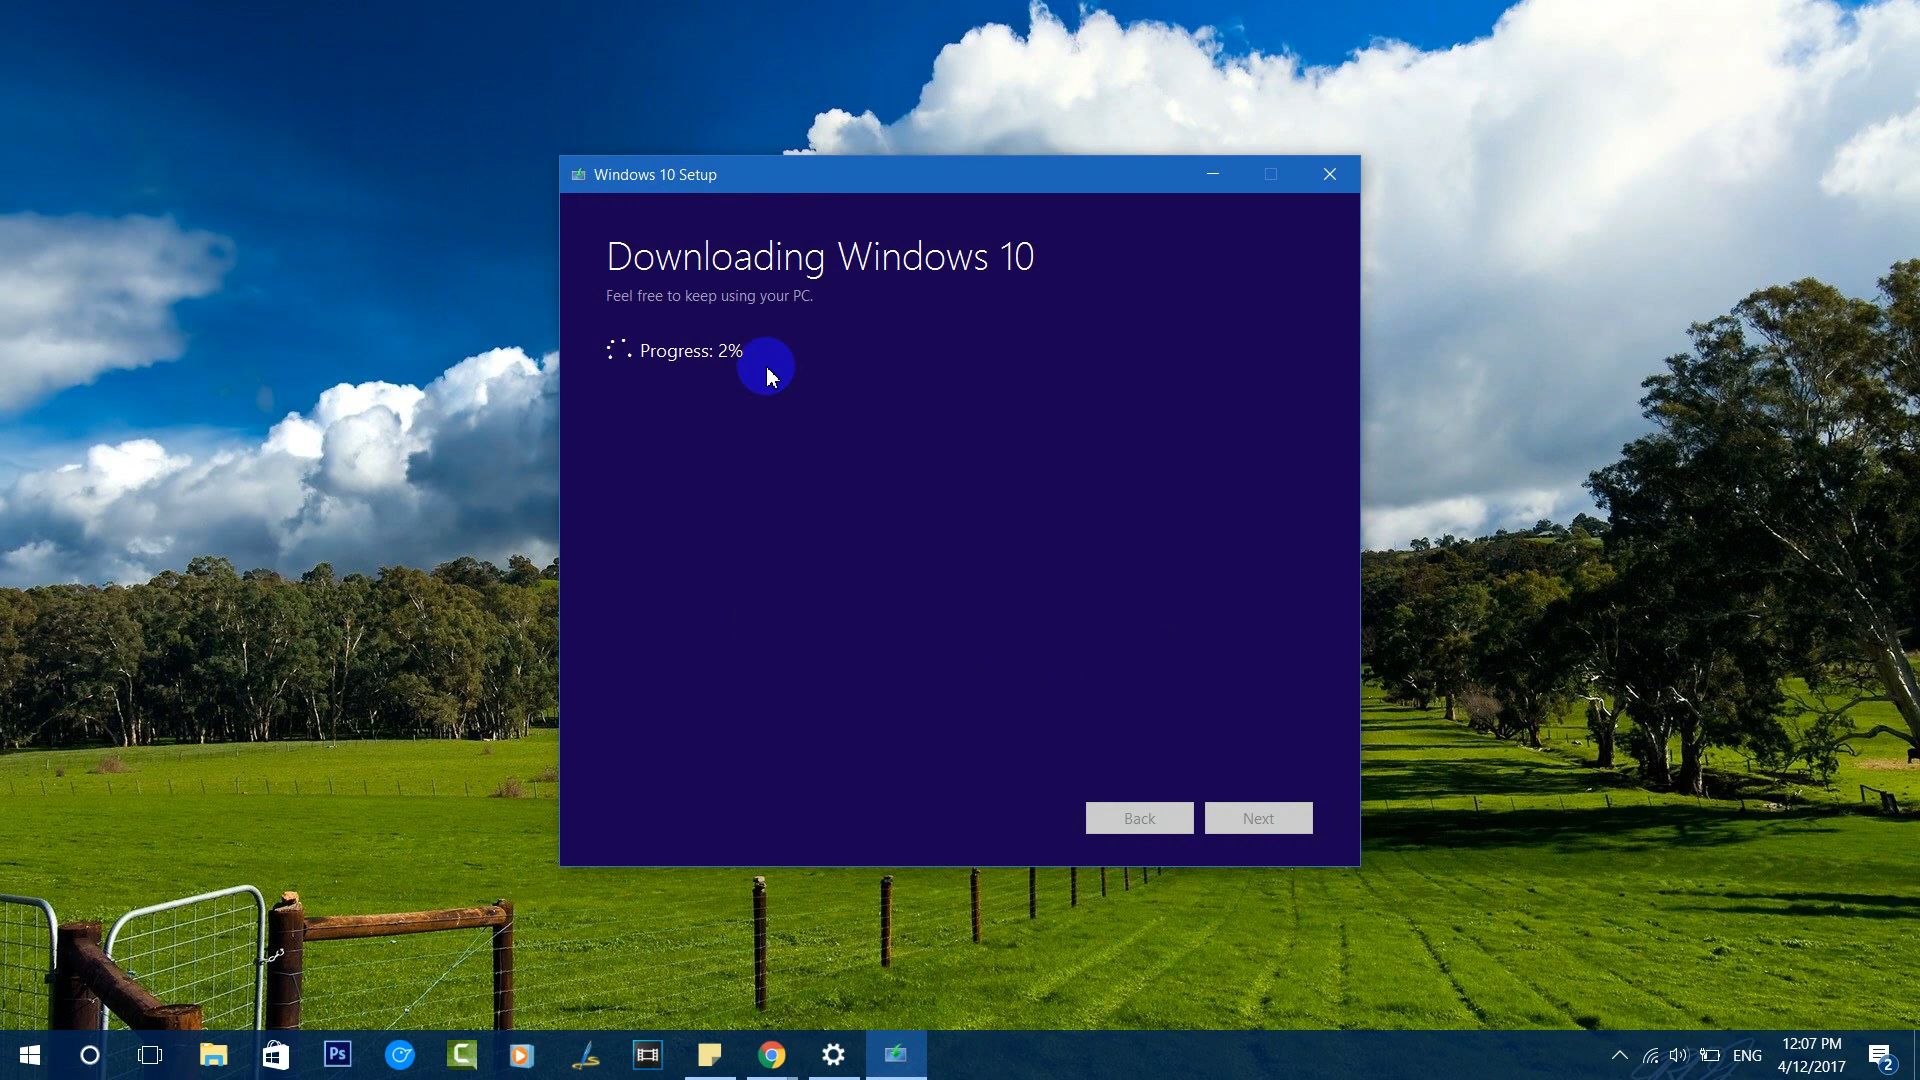 Windows 10 Setup
Downloading Windows 10
Feel free to keep using your PC.
Progress: 2%
Back
Next
Ps
ENG
12:07 PM
4/12/2017
2